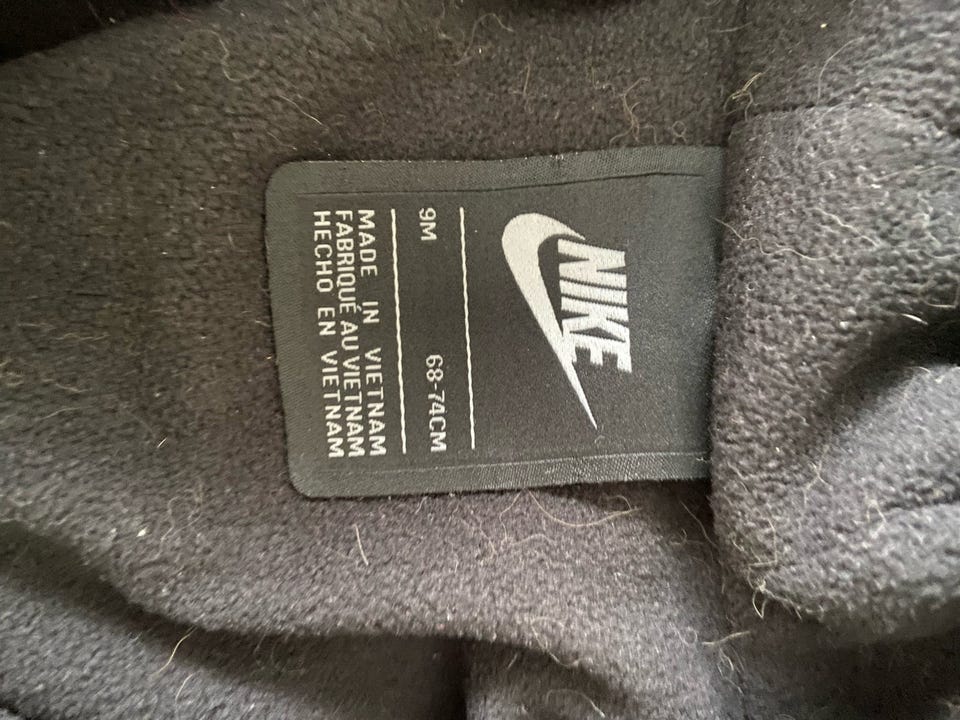 NIKE
9M 68-74CM
MADE IN VIETNAM
FABRIQUÉ AU VIETNAM
HECHO EN VIETNAM